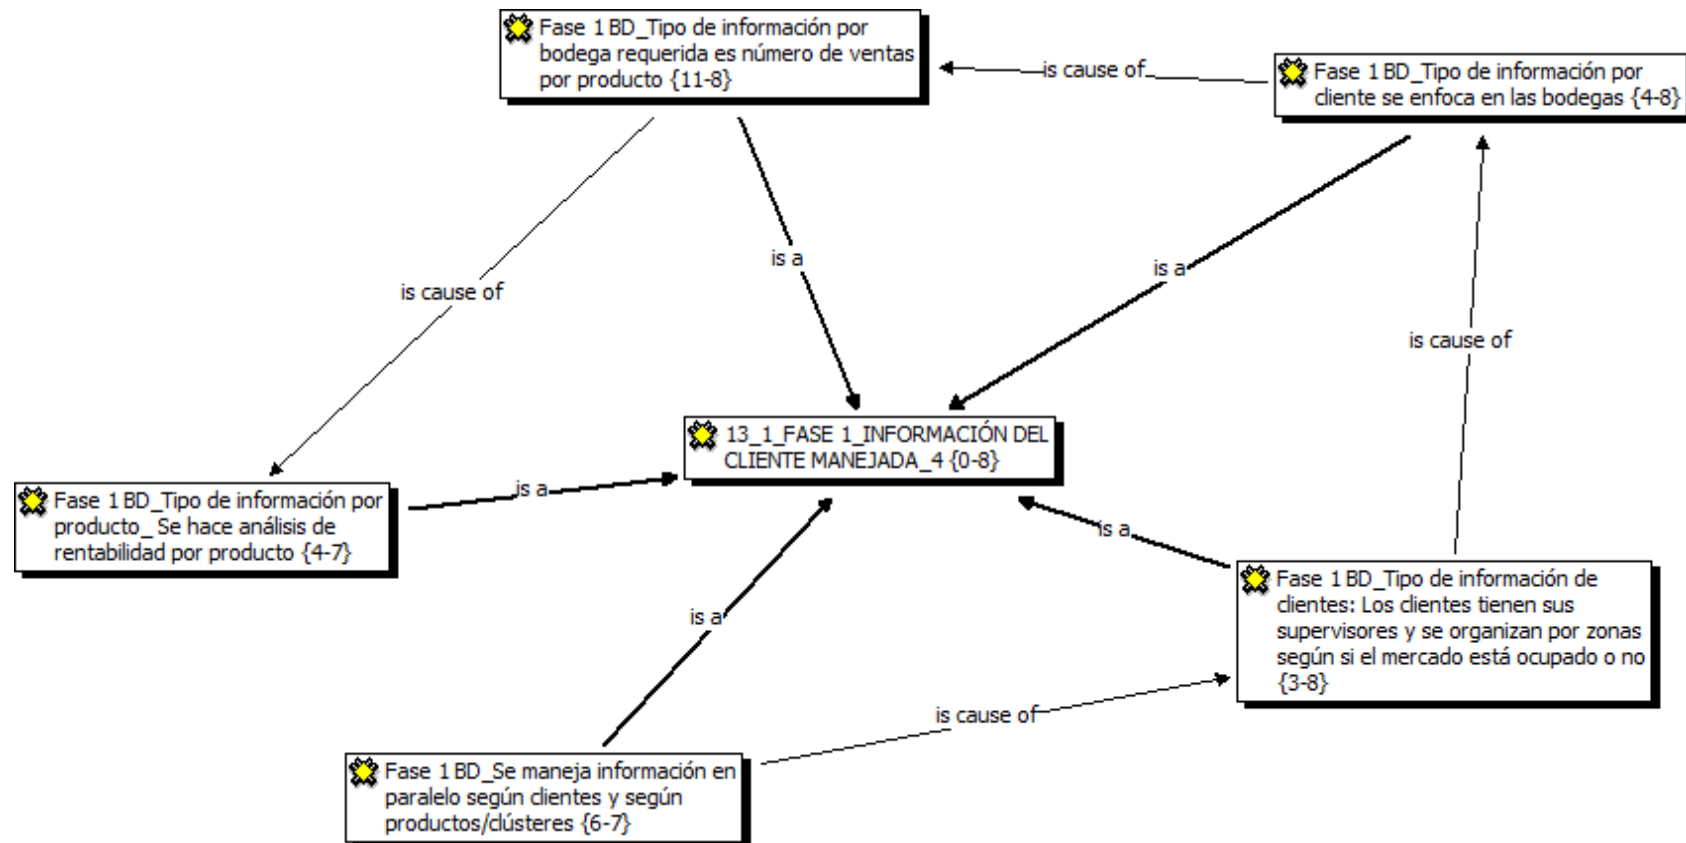 Fase 1 BD_Tipo de información por
bodega requerida es número de ventas
por producto {11-8}
is cause of
Fase 1 BD_Tipo de información por
cliente se enfoca en las bodegas {4-8}
is a
is a
is cause of
is cause of
13_1_FASE 1_INFORMACIÓN DEL
CLIENTE MANEJADA_4 {0-8}
Fase 1 BD_Tipo de información por
producto_ Se hace análisis de
rentabilidad por producto {4-7}
is a
is a
Fase 1 BD_Tipo de información de
clientes: Los clientes tienen sus
supervisores y se organizan por zonas
según si el mercado está ocupado o no
{3-8}
is a
is cause of
Fase 1 BD_Se maneja información en
paralelo según clientes y según
productos/clústeres {6-7}